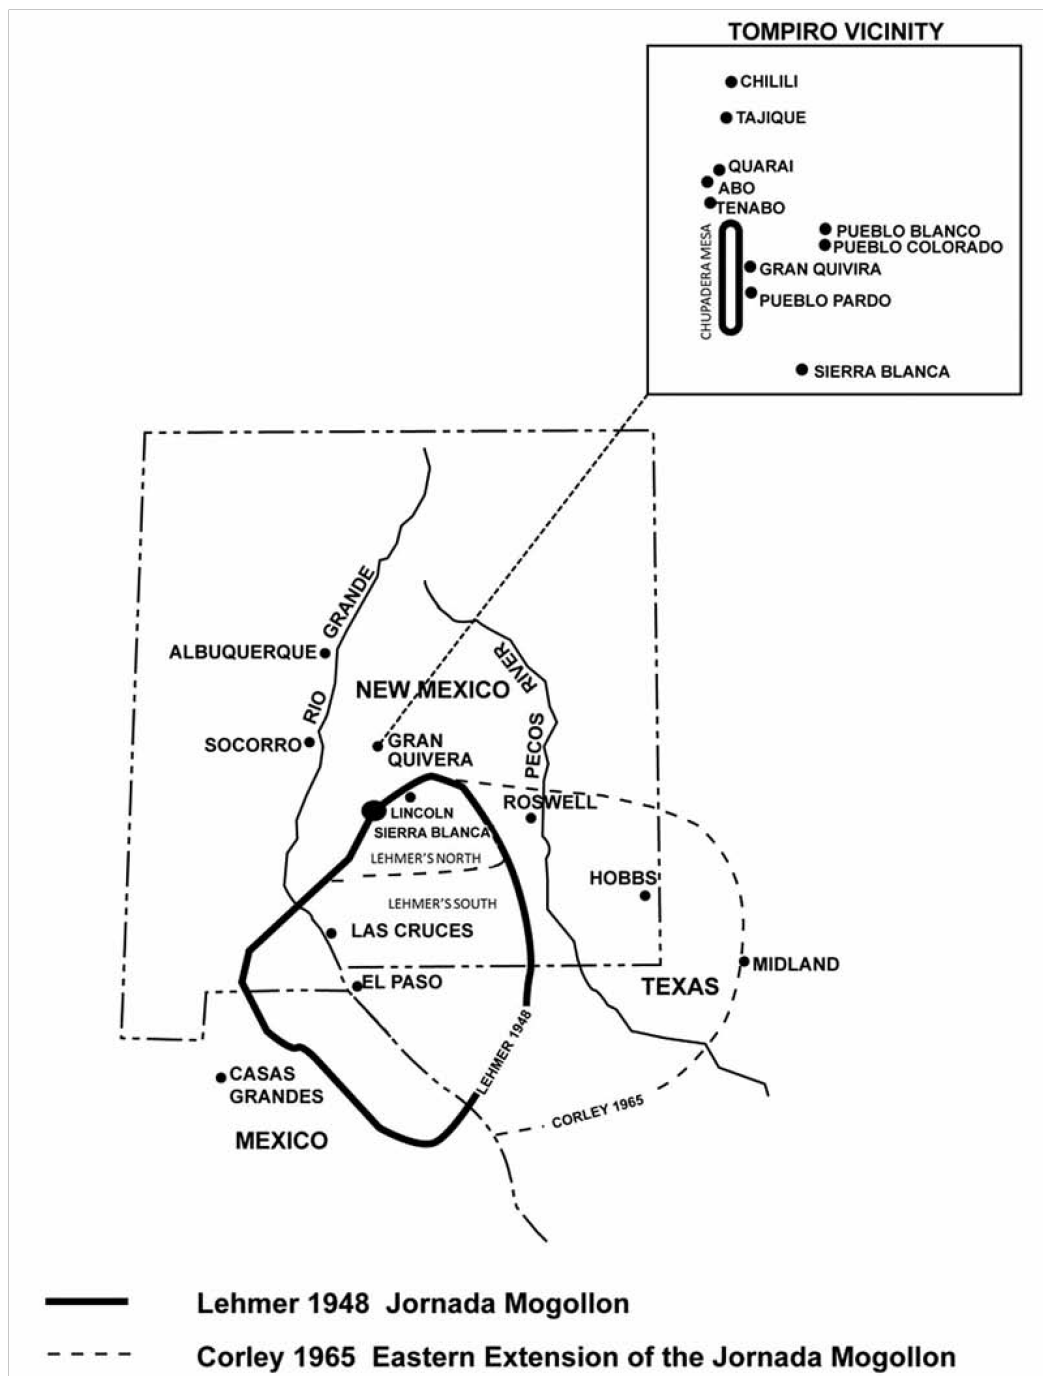 TOMPIRO VICINITY
CHILILI
TAJIQUE
QUARAI
ABO
TENABO
CHUPADERA MESA
PUEBLO BLANCO
PUEBLO COLORADO
GRAN QUIVIRA
PUEBLO PARDO
SIERRA BLANCA
RIO GRANDE
ALBUQUERQUE
PECOS RIVER
NEW MEXICO
SOCORRO
GRAN
QUIVERA
LINCOLN
ROSWELL
SIERRA BLANCA
LEHMER'S NORTH
HOBBS
LEHMER'S SOUTH
LAS CRUCES
MIDLAND
EL PASO
TEXAS
LEHMER 1948
CASAS
GRANDES
CORLEY 1965
MEXICO
Lehmer 1948 Jornada Mogollon
Corley 1965 Eastern Extension of the Jornada Mogollon